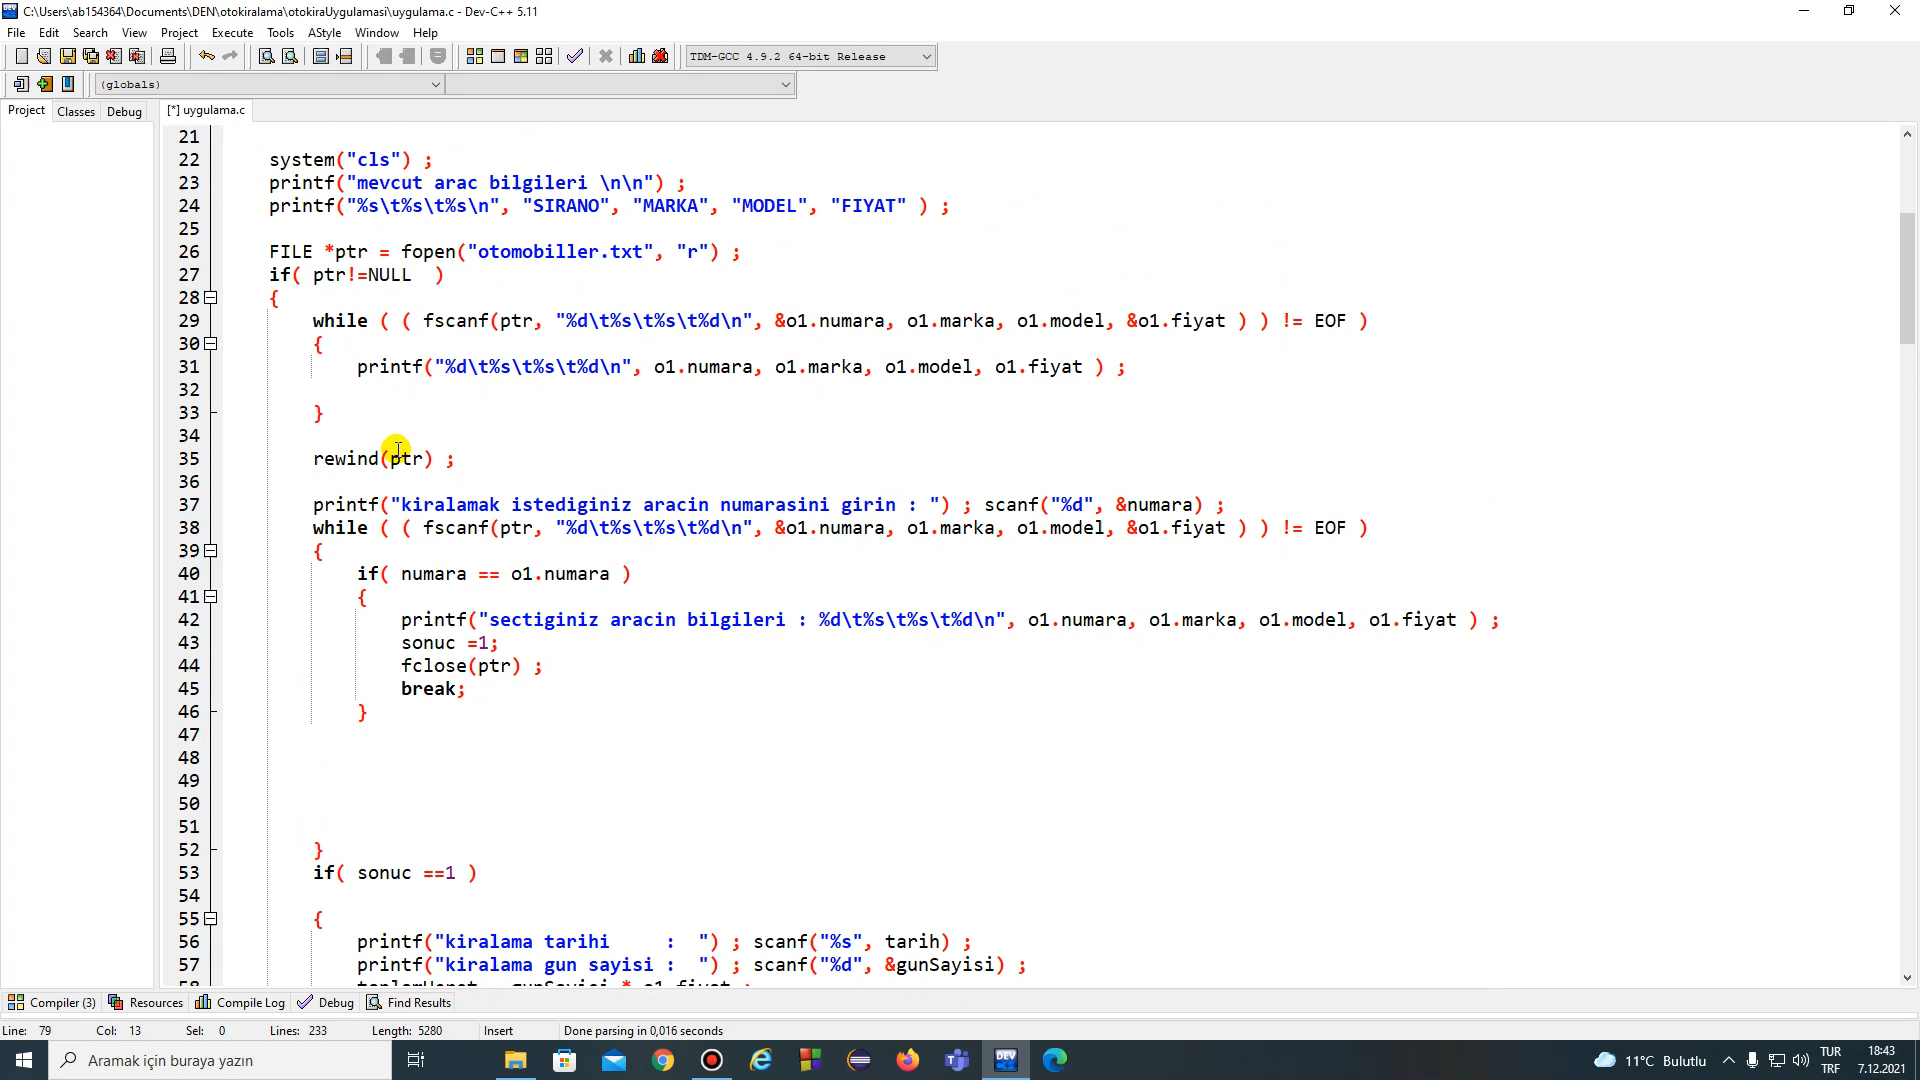 C:\Users\ab154364\Documents\DEN\otokiralama\otokiraUygulamasi\uygulama.c - Dev-C++ 5.11
File Edit Search View Project Execute Tools AStyle Window Help
TDM-GCC 4.9.2 64-bit Release
(globals)
Project Classes Debug [*] uygulama.c
21
22 system("cls") ;
23 printf("mevcut arac bilgileri \n\n") ;
24 printf("%s\t%s\t%s\n", "SIRANO", "MARKA", "MODEL", "FIYAT" ) ;
25
26 FILE *ptr = fopen("otomobiller.txt", "r") ;
27 if( ptr!=NULL )
28 {
29 while ( ( fscanf(ptr, "%d\t%s\t%s\t%d\n", &o1.numara, o1.marka, o1.model, &o1.fiyat ) ) != EOF )
30 {
31 printf("%d\t%s\t%s\t%d\n", o1.numara, o1.marka, o1.model, o1.fiyat ) ;
32
33 }
34
35 rewind(ptr) ;
36
37 printf("kiralamak istediginiz aracin numarasini girin : ") ; scanf("%d", &numara) ;
38 while ( ( fscanf(ptr, "%d\t%s\t%s\t%d\n", &o1.numara, o1.marka, o1.model, &o1.fiyat ) ) != EOF )
39 {
40 if( numara == o1.numara )
41 {
42 printf("sectiginiz aracin bilgileri : %d\t%s\t%s\t%d\n", o1.numara, o1.marka, o1.model, o1.fiyat ) ;
43 sonuc =1;
44 fclose(ptr) ;
45 break;
46 }
47
48
49
50
51
52 }
53 if( sonuc ==1 )
54
55 {
56 printf("kiralama tarihi : ") ; scanf("%s", tarih) ;
57 printf("kiralama gun sayisi : ") ; scanf("%d", &gunSayisi) ;
Compiler (3) Resources Compile Log Debug Find Results
Line: 79 Col: 13 Sel: 0 Lines: 233 Length: 5280 Insert Done parsing in 0,016 seconds
Aramak için buraya yazın
DEV
11°C Bulutlu
TUR
TRF
18:43
7.12.2021